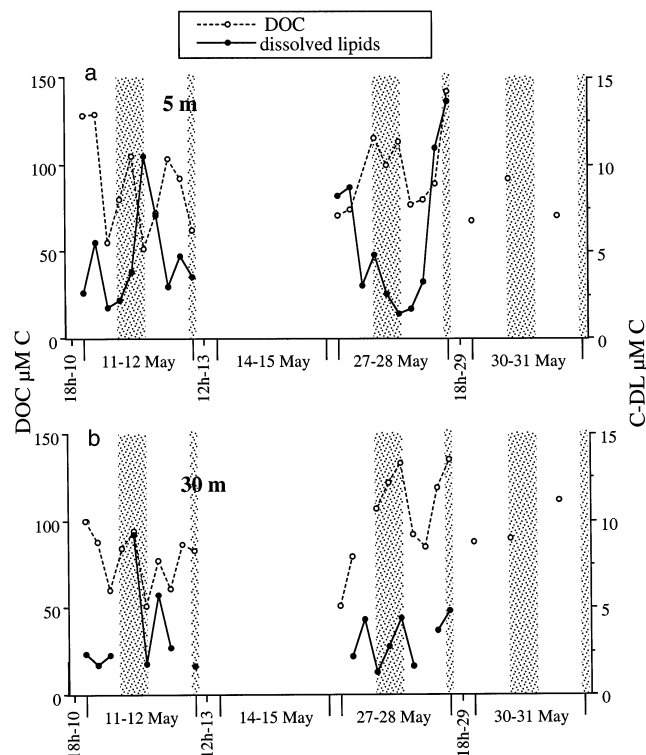 DOC
dissolved lipids
150
a
5 m
15
100
10
50
5
0
0
18h-10
11-12 May
12h-13
14-15 May
27-28 May
18h-29
30-31 May
DOC µM C
C-DL µM C
150
b
30 m
15
100
10
50
5
0
0
18h-10
11-12 May
12h-13
14-15 May
27-28 May
18h-29
30-31 May